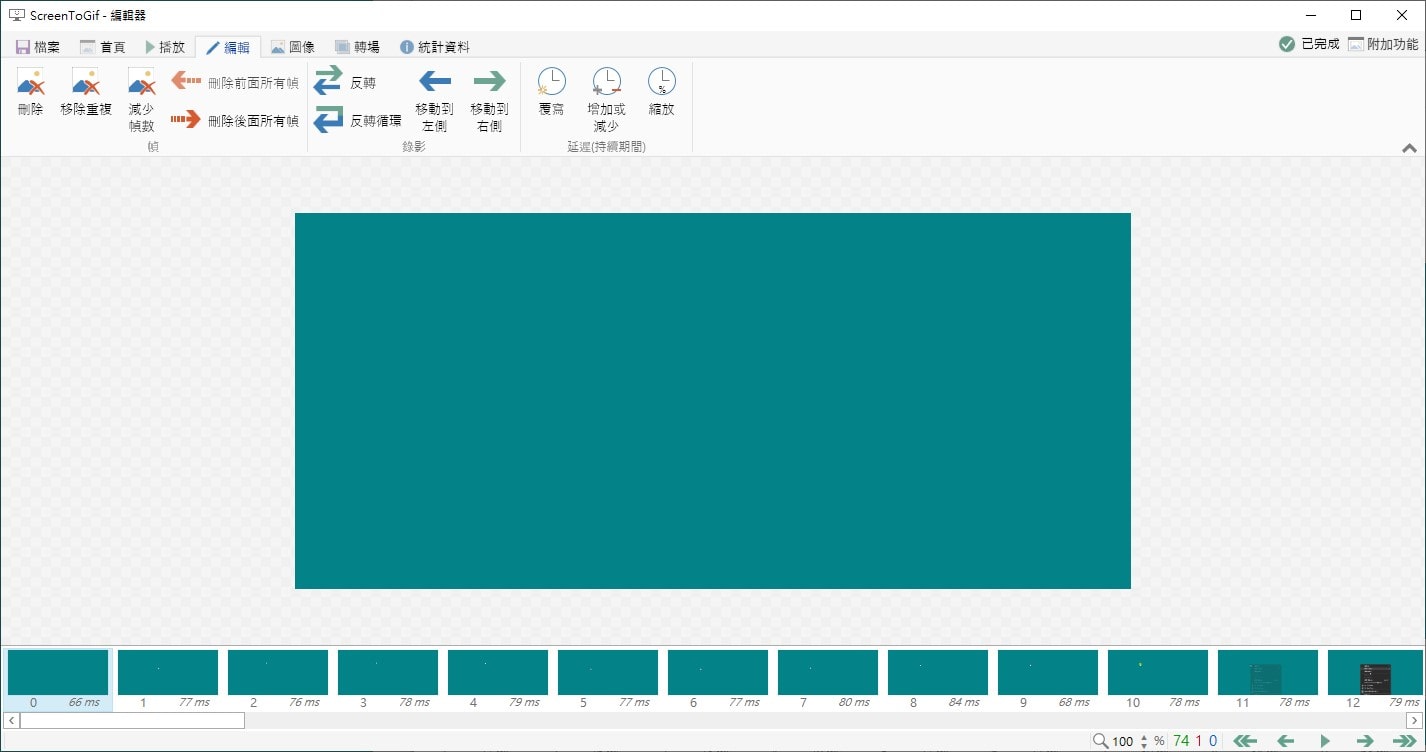 ScreenToGif - 編輯器
檔案 首頁 播放 編輯 圖像 轉場 統計資料 已完成 附加功能
刪除 移除重複 減少 幀數 刪除前面所有幀 刪除後面所有幀
幀
反轉 反轉循環 移動到 左側 移動到 右側
錄影
覆寫 增加或 減少 % 縮放
延遲(持續期間)
0 66 ms 1 77 ms 2 76 ms 3 78 ms 4 79 ms 5 77 ms 6 77 ms 7 80 ms 8 84 ms 9 68 ms 10 78 ms 11 78 ms 12 79 ms
100 % 74 1 0